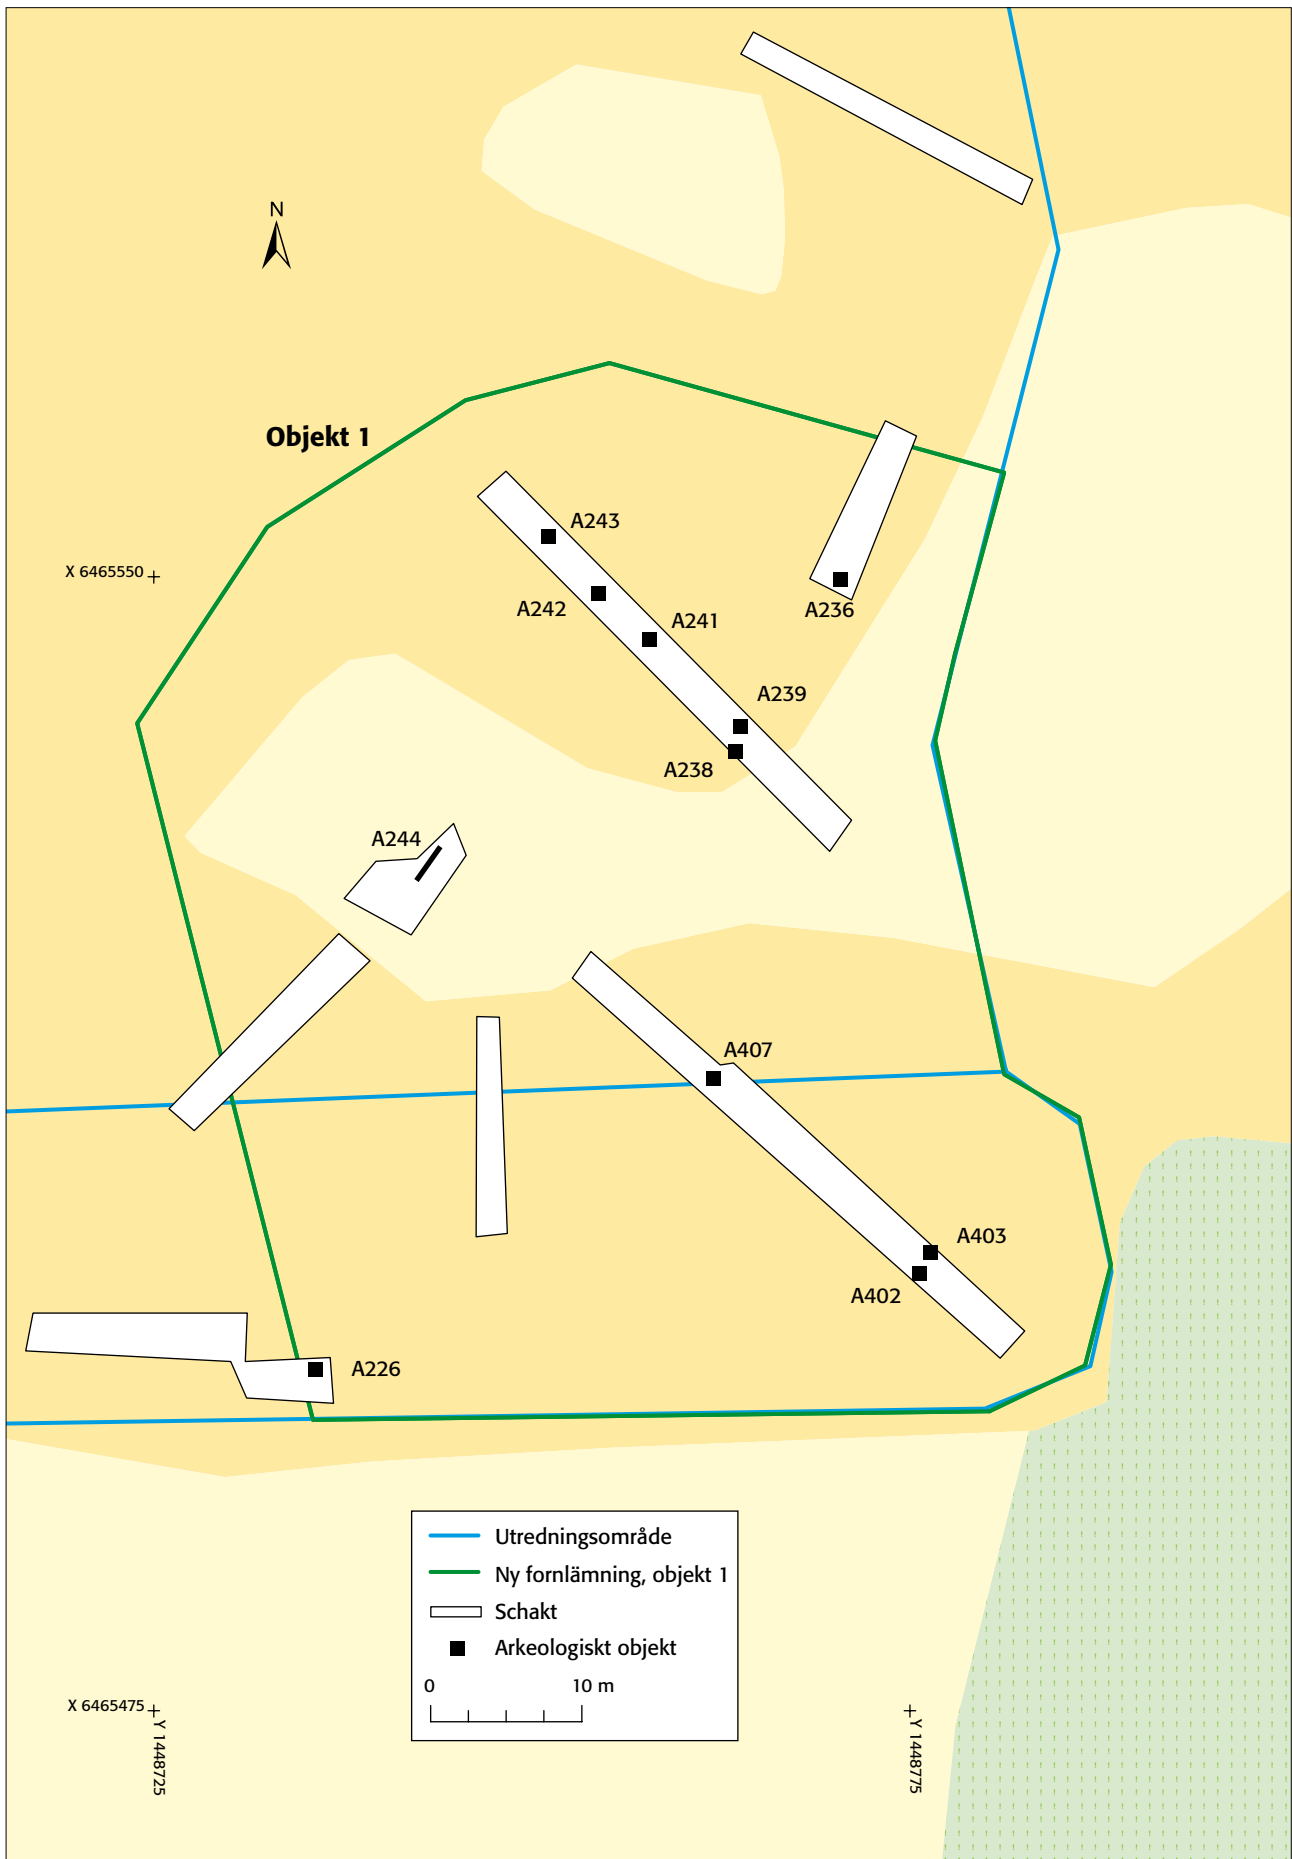 N
Objekt 1
A243
X 6465550
A242
A236
A241
A239
A238
A244
A407
A403
A402
A226
Utredningsområde
Ny fornlämning, objekt 1
Schakt
Arkeologiskt objekt
0 10 m
X 6465475
Y 1448725
Y 1448775